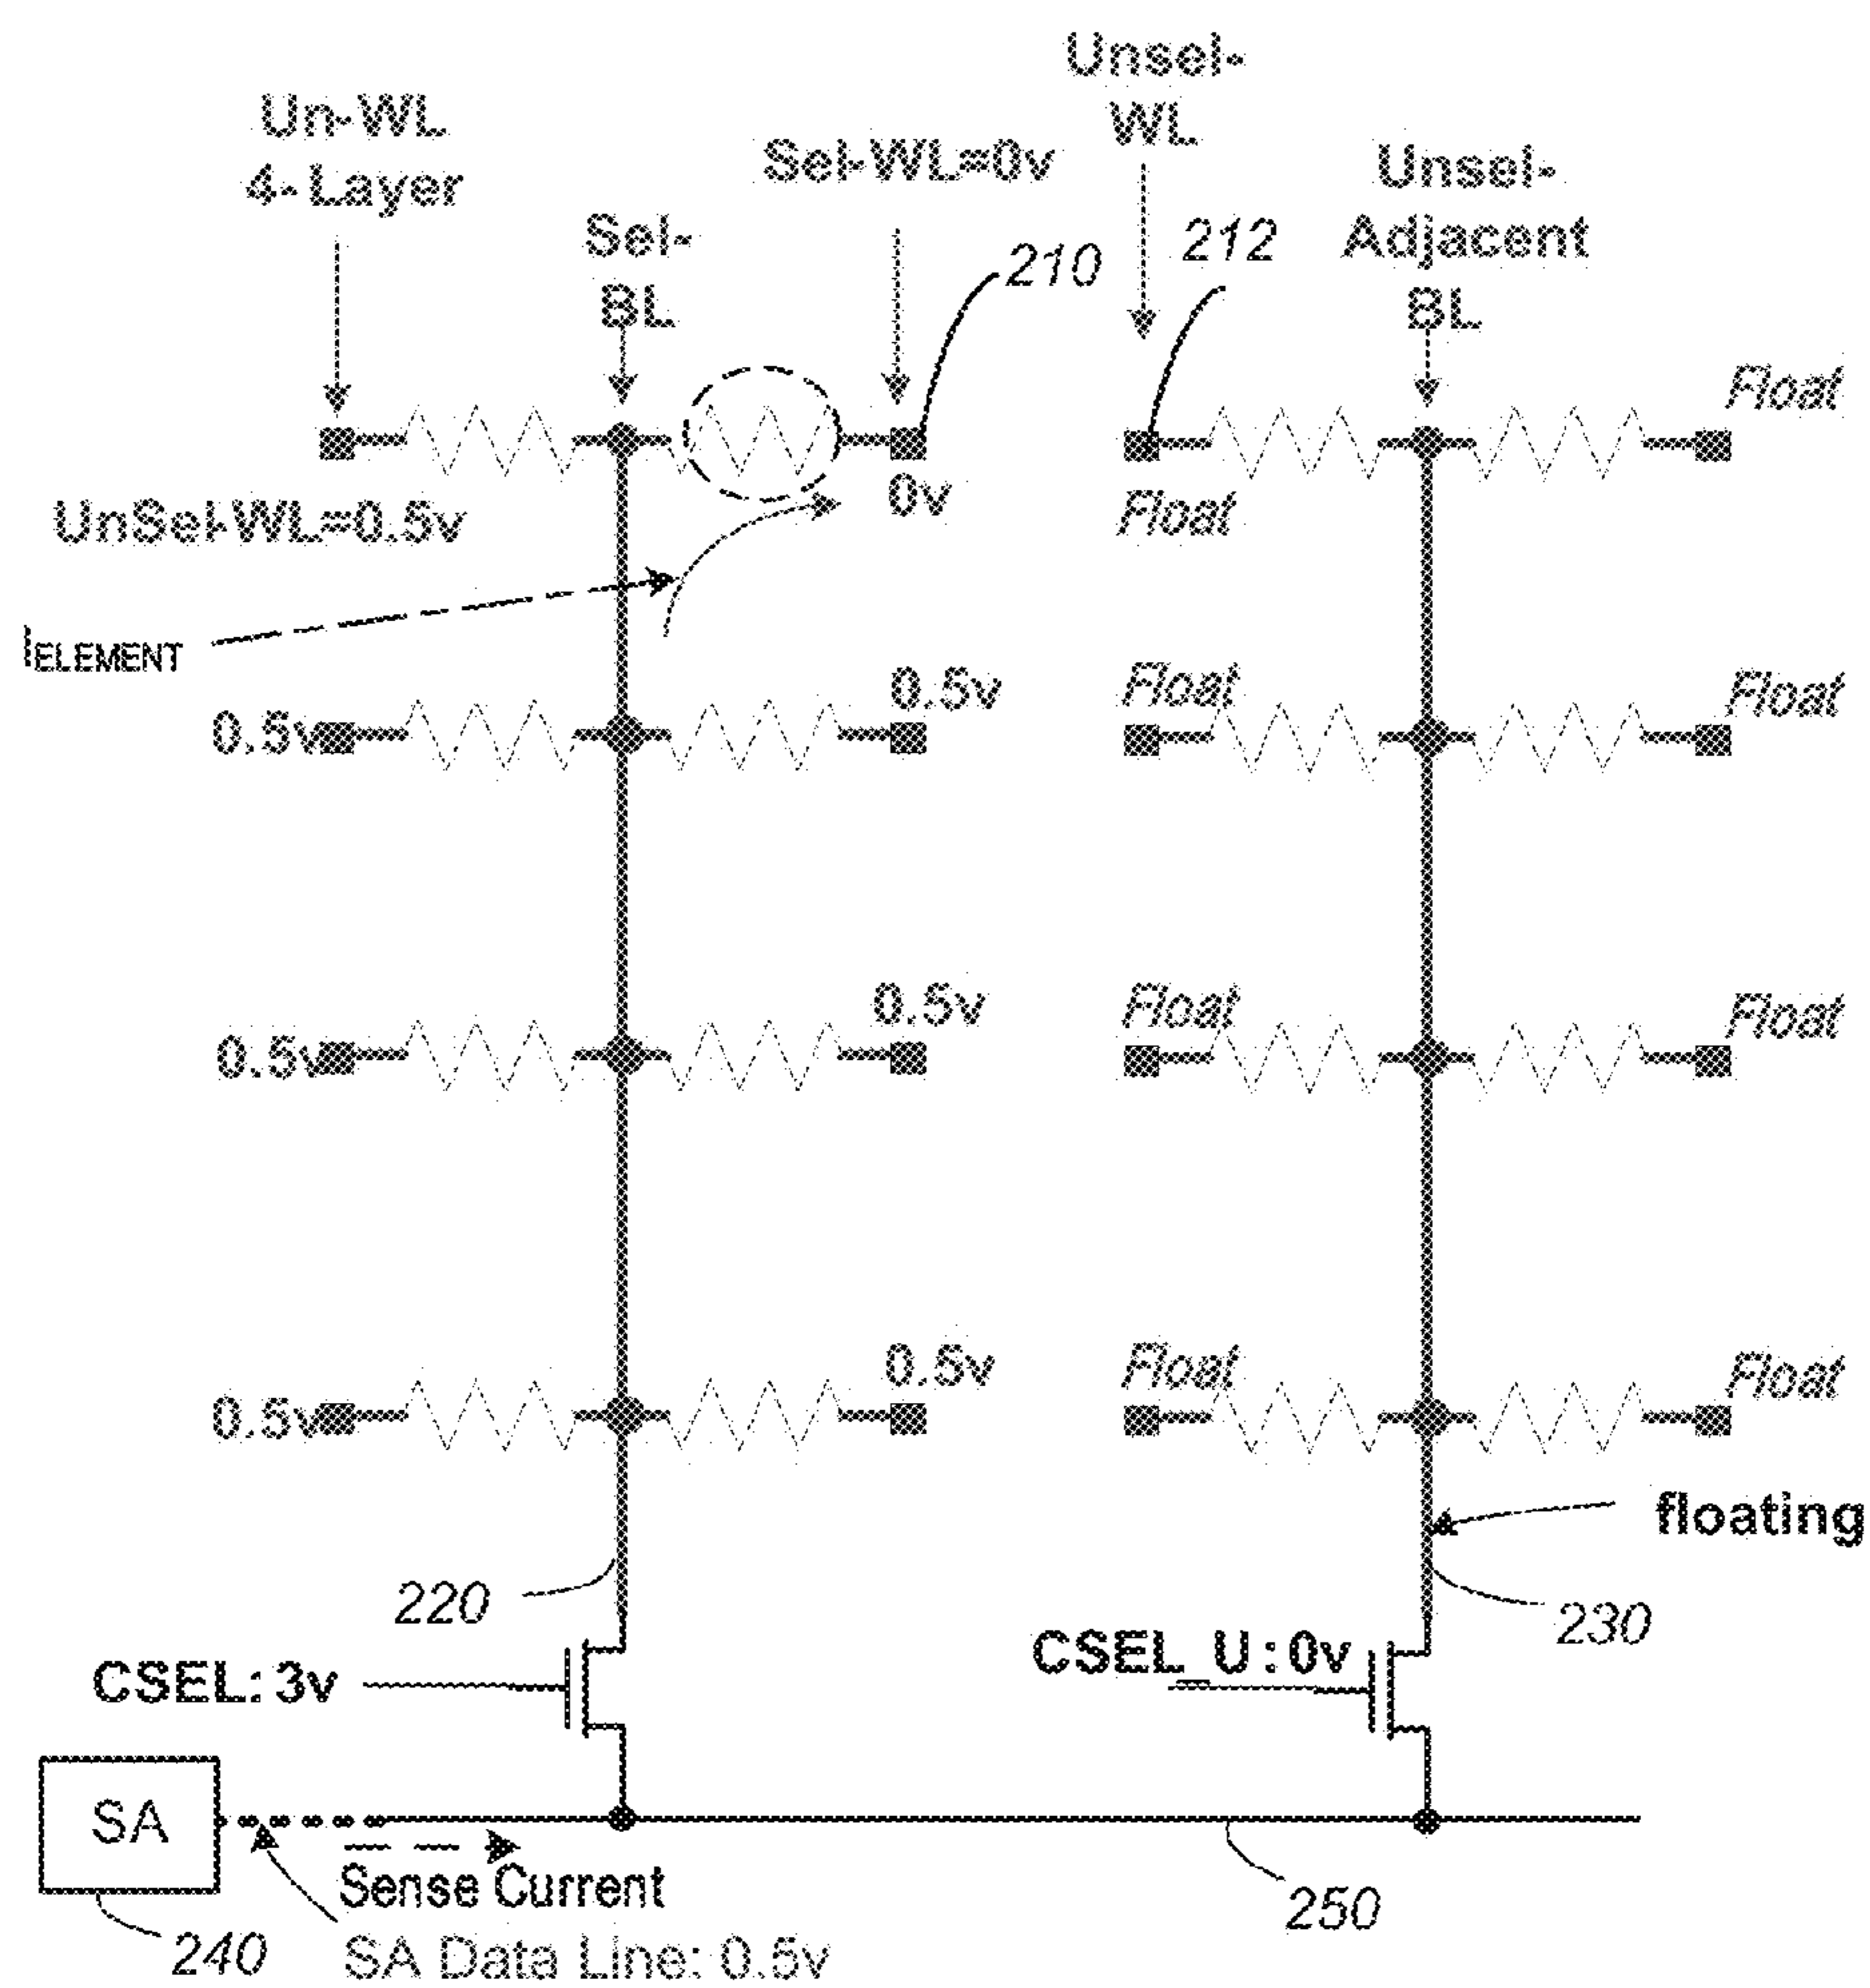 Unsel-
WL
Un-WL
4-Layer
Sel-WL=0v
Unsel-
Adjacent
BL
Sel-
BL
210
212
Float
UnSel-WL=0.5v
0v
Float
IELEMENT
0.5v
0.5v
Float
Float
0.5v
0.5v
Float
Float
0.5v
0.5v
Float
Float
floating
220
230
CSEL: 3v
CSEL_U : 0v
SA
Sense Current
240
SA Data Line: 0.5v
250